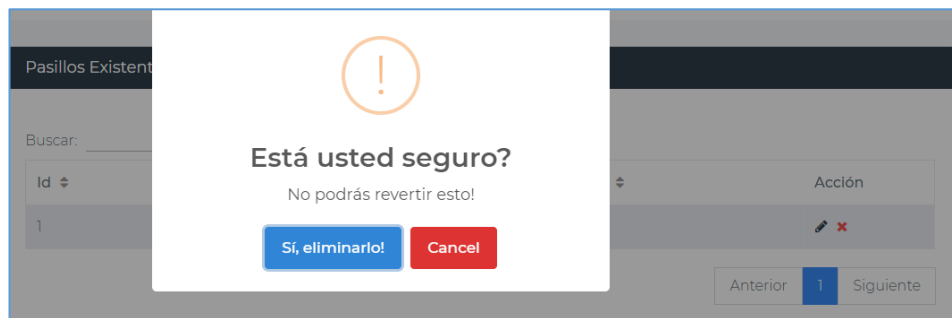 Pasillos Existent
Buscar:
Está usted seguro?
No podrás revertir esto!
Sí, eliminarlo! Cancel
Id Acción
1
Anterior 1 Siguiente